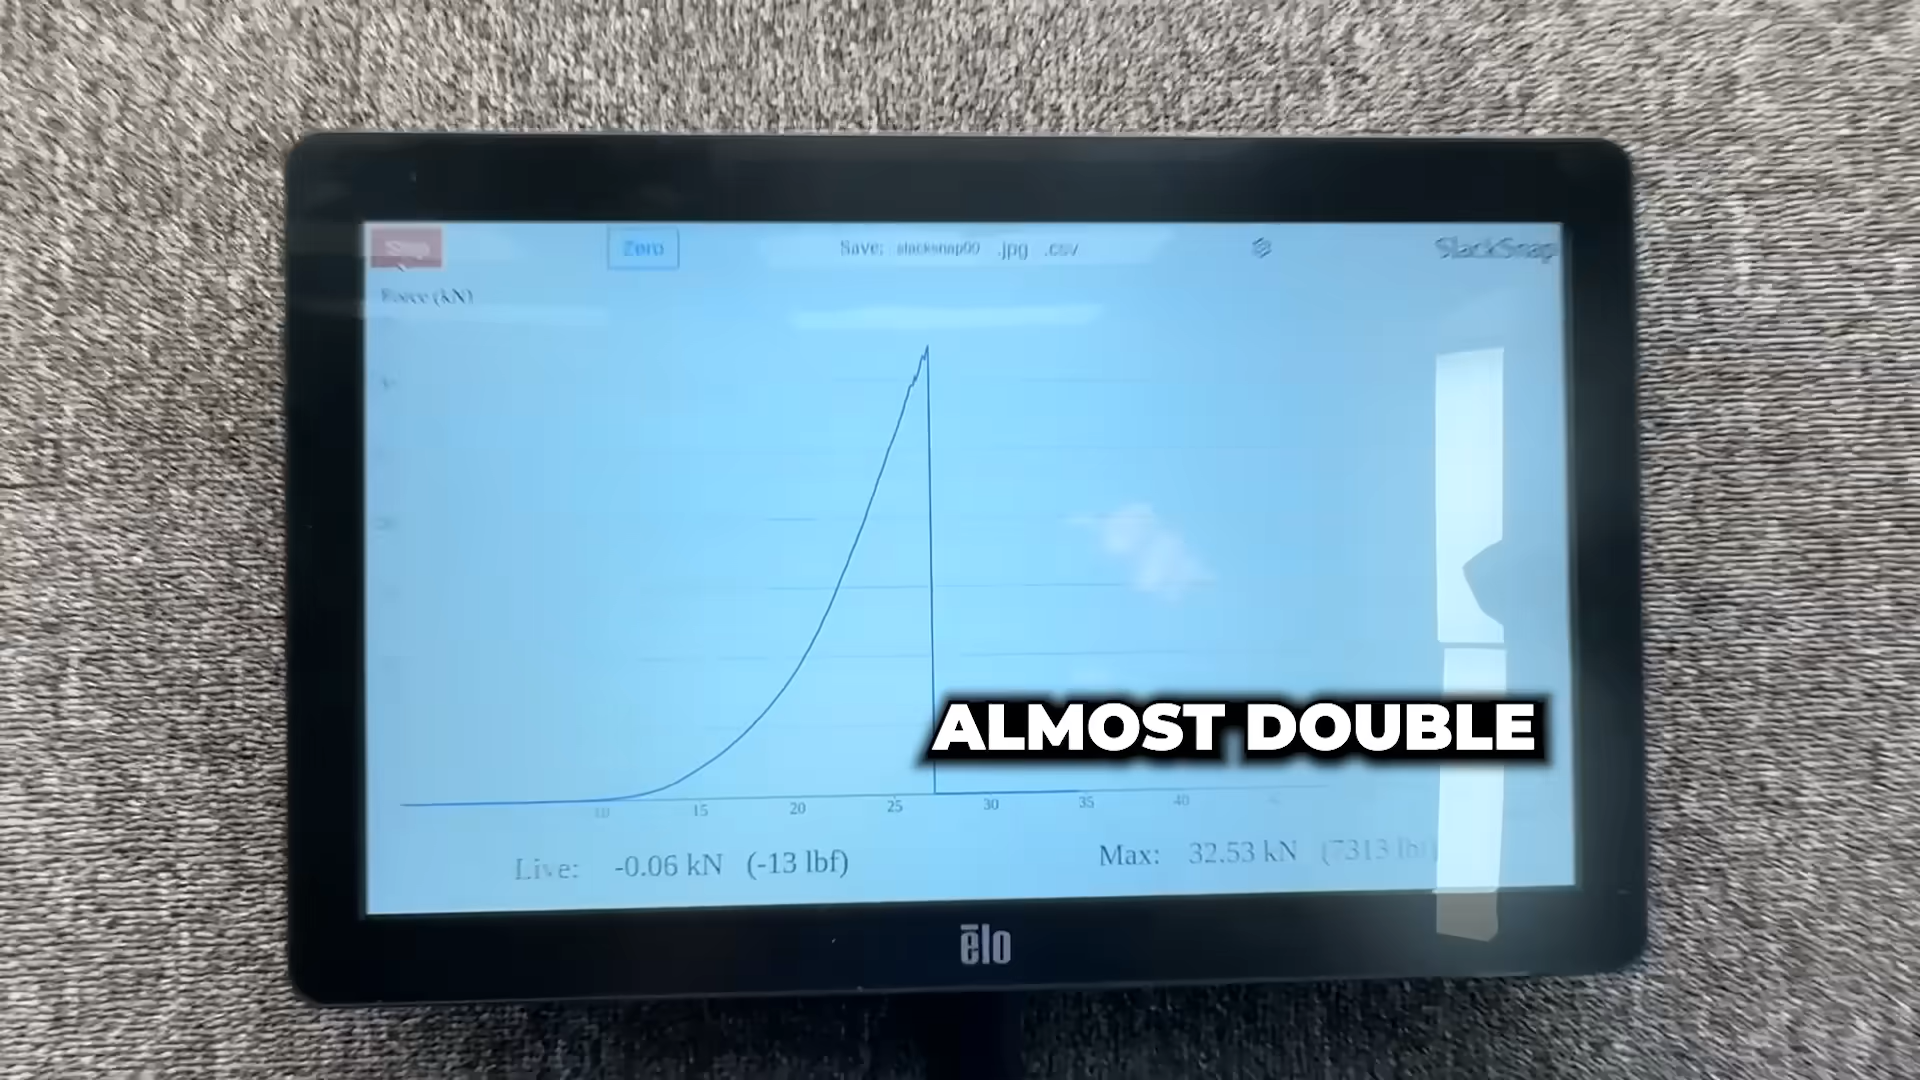 Stop Zero Save: slacksnap00 .jpg .csv SlackSnap
Force (kN)
ALMOST DOUBLE
10 15 20 25 30 35 40
Live: -0.06 kN (-13 lbf) Max: 32.53 kN (7313 lbf)
ēlo